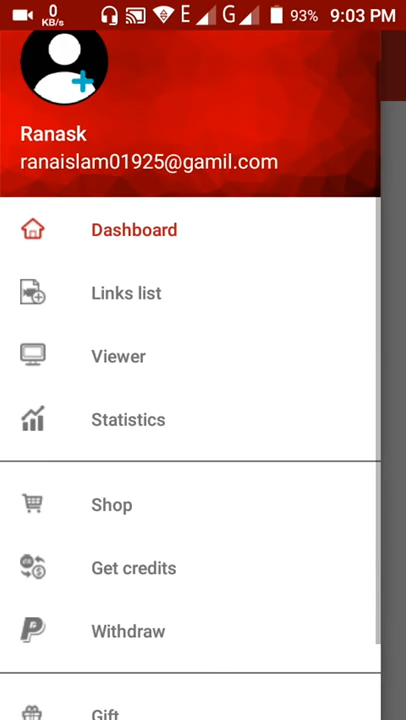 0
KB/s
E
G
93%
9:03 PM
Ranask
ranaislam01925@gamil.com
Dashboard
Links list
Viewer
Statistics
Shop
Get credits
Withdraw
Gift